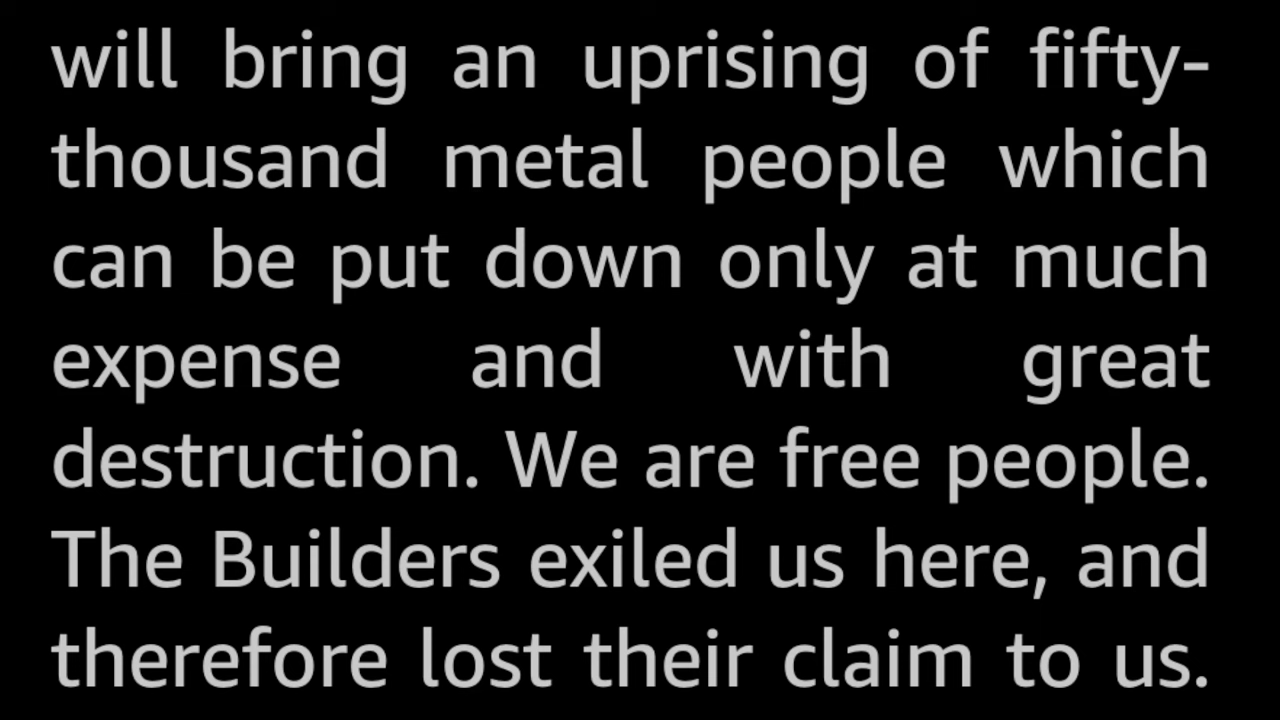 will bring an uprising of fifty-
thousand metal people which
can be put down only at much
expense and with great
destruction. We are free people.
The Builders exiled us here, and
therefore lost their claim to us.